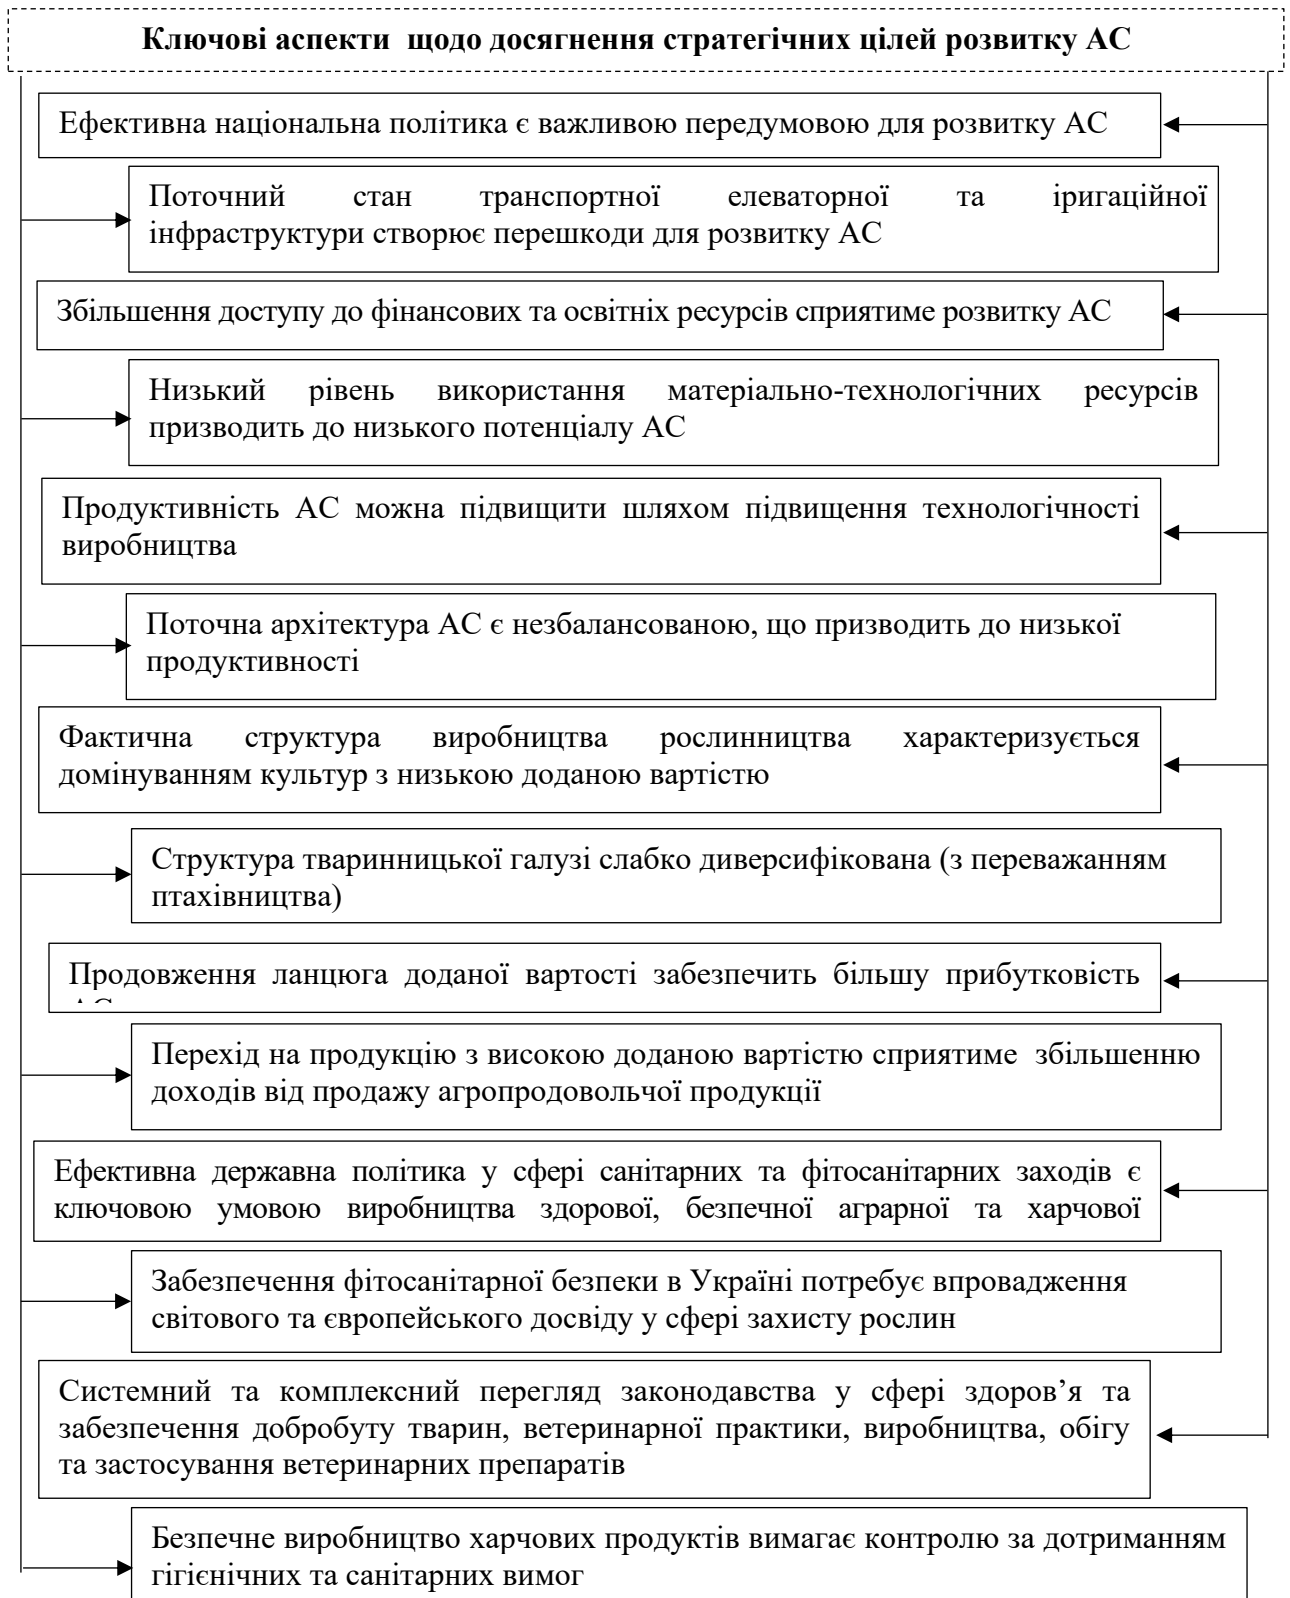 Ключові аспекти щодо досягнення стратегічних цілей розвитку АС
Ефективна національна політика є важливою передумовою для розвитку АС
Поточний стан транспортної елеваторної та іригаційної
інфраструктури створює перешкоди для розвитку АС
Збільшення доступу до фінансових та освітніх ресурсів сприятиме розвитку АС
Низький рівень використання матеріально-технологічних ресурсів
призводить до низького потенціалу АС
Продуктивність АС можна підвищити шляхом підвищення технологічності
виробництва
Поточна архітектура АС є незбалансованою, що призводить до низької
продуктивності
Фактична структура виробництва рослинництва характеризується
домінуванням культур з низькою доданою вартістю
Структура тваринницької галузі слабко диверсифікована (з переважанням
птахівництва)
Продовження ланцюга доданої вартості забезпечить більшу прибутковість
Перехід на продукцію з високою доданою вартістю сприятиме збільшенню
доходів від продажу агропродовольчої продукції
Ефективна державна політика у сфері санітарних та фітосанітарних заходів є
ключовою умовою виробництва здорової, безпечної аграрної та харчової
Забезпечення фітосанітарної безпеки в Україні потребує впровадження
світового та європейського досвіду у сфері захисту рослин
Системний та комплексний перегляд законодавства у сфері здоров’я та
забезпечення добробуту тварин, ветеринарної практики, виробництва, обігу
та застосування ветеринарних препаратів
Безпечне виробництво харчових продуктів вимагає контролю за дотриманням
гігієнічних та санітарних вимог